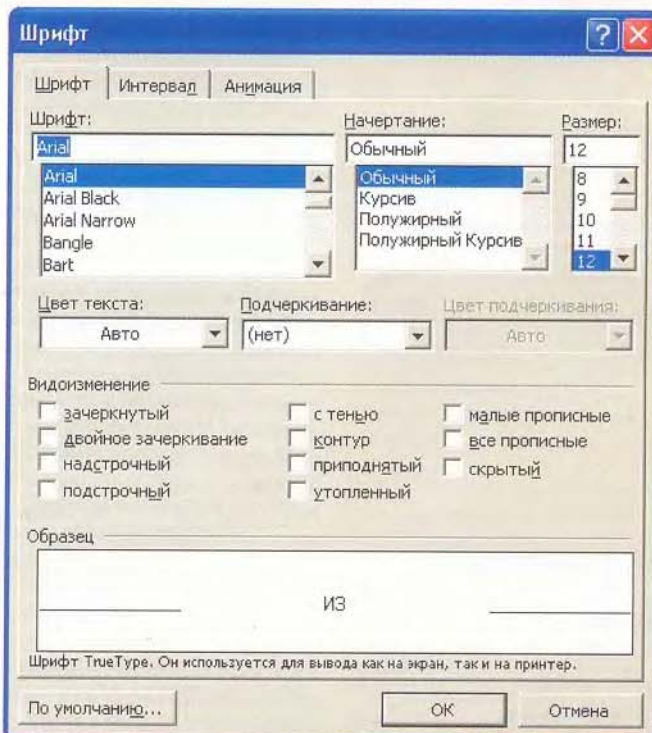 Шрифт
Шрифт Интервал Анимация
Шрифт: Начертание: Размер:
Arial Обычный 12
Arial Обычный 8
Arial Black Курсив 9
Arial Narrow Полужирный 10
Bangle Полужирный Курсив 11
Bart 12
Цвет текста: Подчеркивание: Цвет подчеркивания:
Авто (нет) Авто
Видоизменение
зачеркнутый с тенью малые прописные
двойное зачеркивание контур все прописные
надстрочный приподнятый скрытый
подстрочный утопленный
Образец
ИЗ
Шрифт TrueType. Он используется для вывода как на экран, так и на принтер.
По умолчанию... ОК Отмена